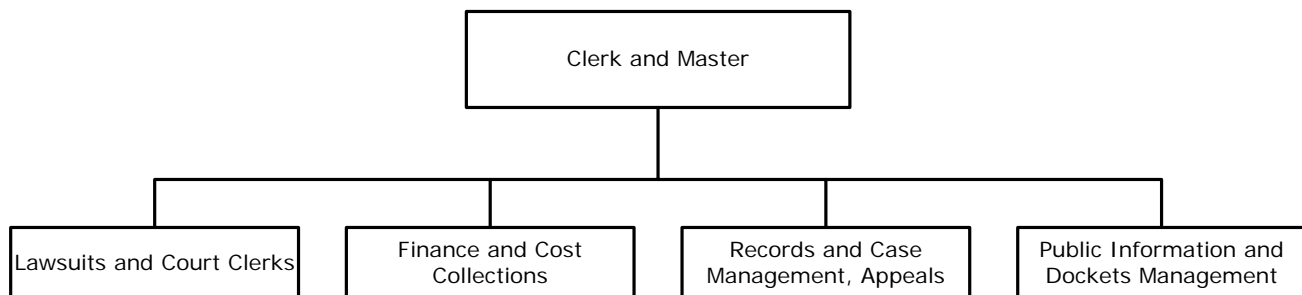 Clerk and Master
Lawsuits and Court Clerks
Finance and Cost
Collections
Records and Case
Management, Appeals
Public Information and
Dockets Management